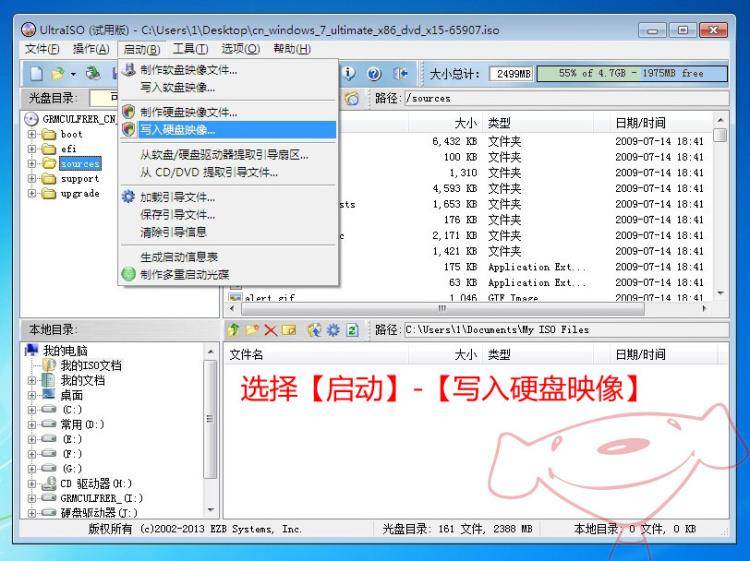 UltraISO (试用版) - C:\Users\1\Desktop\cn_windows_7_ultimate_x86_dvd_x15-65907.iso
文件(F) 操作(A) 启动(B) 工具(T) 选项(O) 帮助(H)
大小总计: 2499MB 55% of 4.7GB - 1975MB free
光盘目录: 可 路径: /sources
制作软盘映像文件...
写入软盘映像...
制作硬盘映像文件...
写入硬盘映像...
从软盘/硬盘驱动器提取引导扇区...
从 CD/DVD 提取引导文件...
加载引导文件...
保存引导文件...
清除引导信息
生成启动信息表
制作多重启动光碟
GRMCULFRER_CN_
boot
efi
sources
support
upgrade
大小 类型 日期/时间
6,432 KB 文件夹 2009-07-14 18:41
100 KB 文件夹 2009-07-14 18:41
1,310 文件夹 2009-07-14 18:41
4,593 KB 文件夹 2009-07-14 18:41
sts 1,653 KB 文件夹 2009-07-14 18:41
176 KB 文件夹 2009-07-14 18:41
c 2,171 KB 文件夹 2009-07-14 18:41
1,421 KB 文件夹 2009-07-14 18:41
175 KB Application Ext... 2009-07-14 18:41
63 KB Application Ext... 2009-07-14 18:41
alert.gif 1,046 GIF Image 2009-07-14 18:41
本地目录: 路径: C:\Users\1\Documents\My ISO Files
我的电脑
我的ISO文档
我的文档
桌面
(C:)
常用(D:)
(E:)
(F:)
(G:)
CD 驱动器(H:)
GRMCULFRER_(I:)
硬盘驱动器(J:)
文件名 大小 类型 日期/时间
选择【启动】-【写入硬盘映像】
版权所有 (c)2002-2013 EZB Systems, Inc. 光盘目录: 161 文件, 2388 MB 本地目录: 0 文件, 0 KB